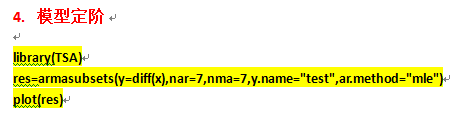 4. 模型定阶
library(TSA)
res=armasubsets(y=diff(x),nar=7,nma=7,y.name="test",ar.method="mle")
plot(res)